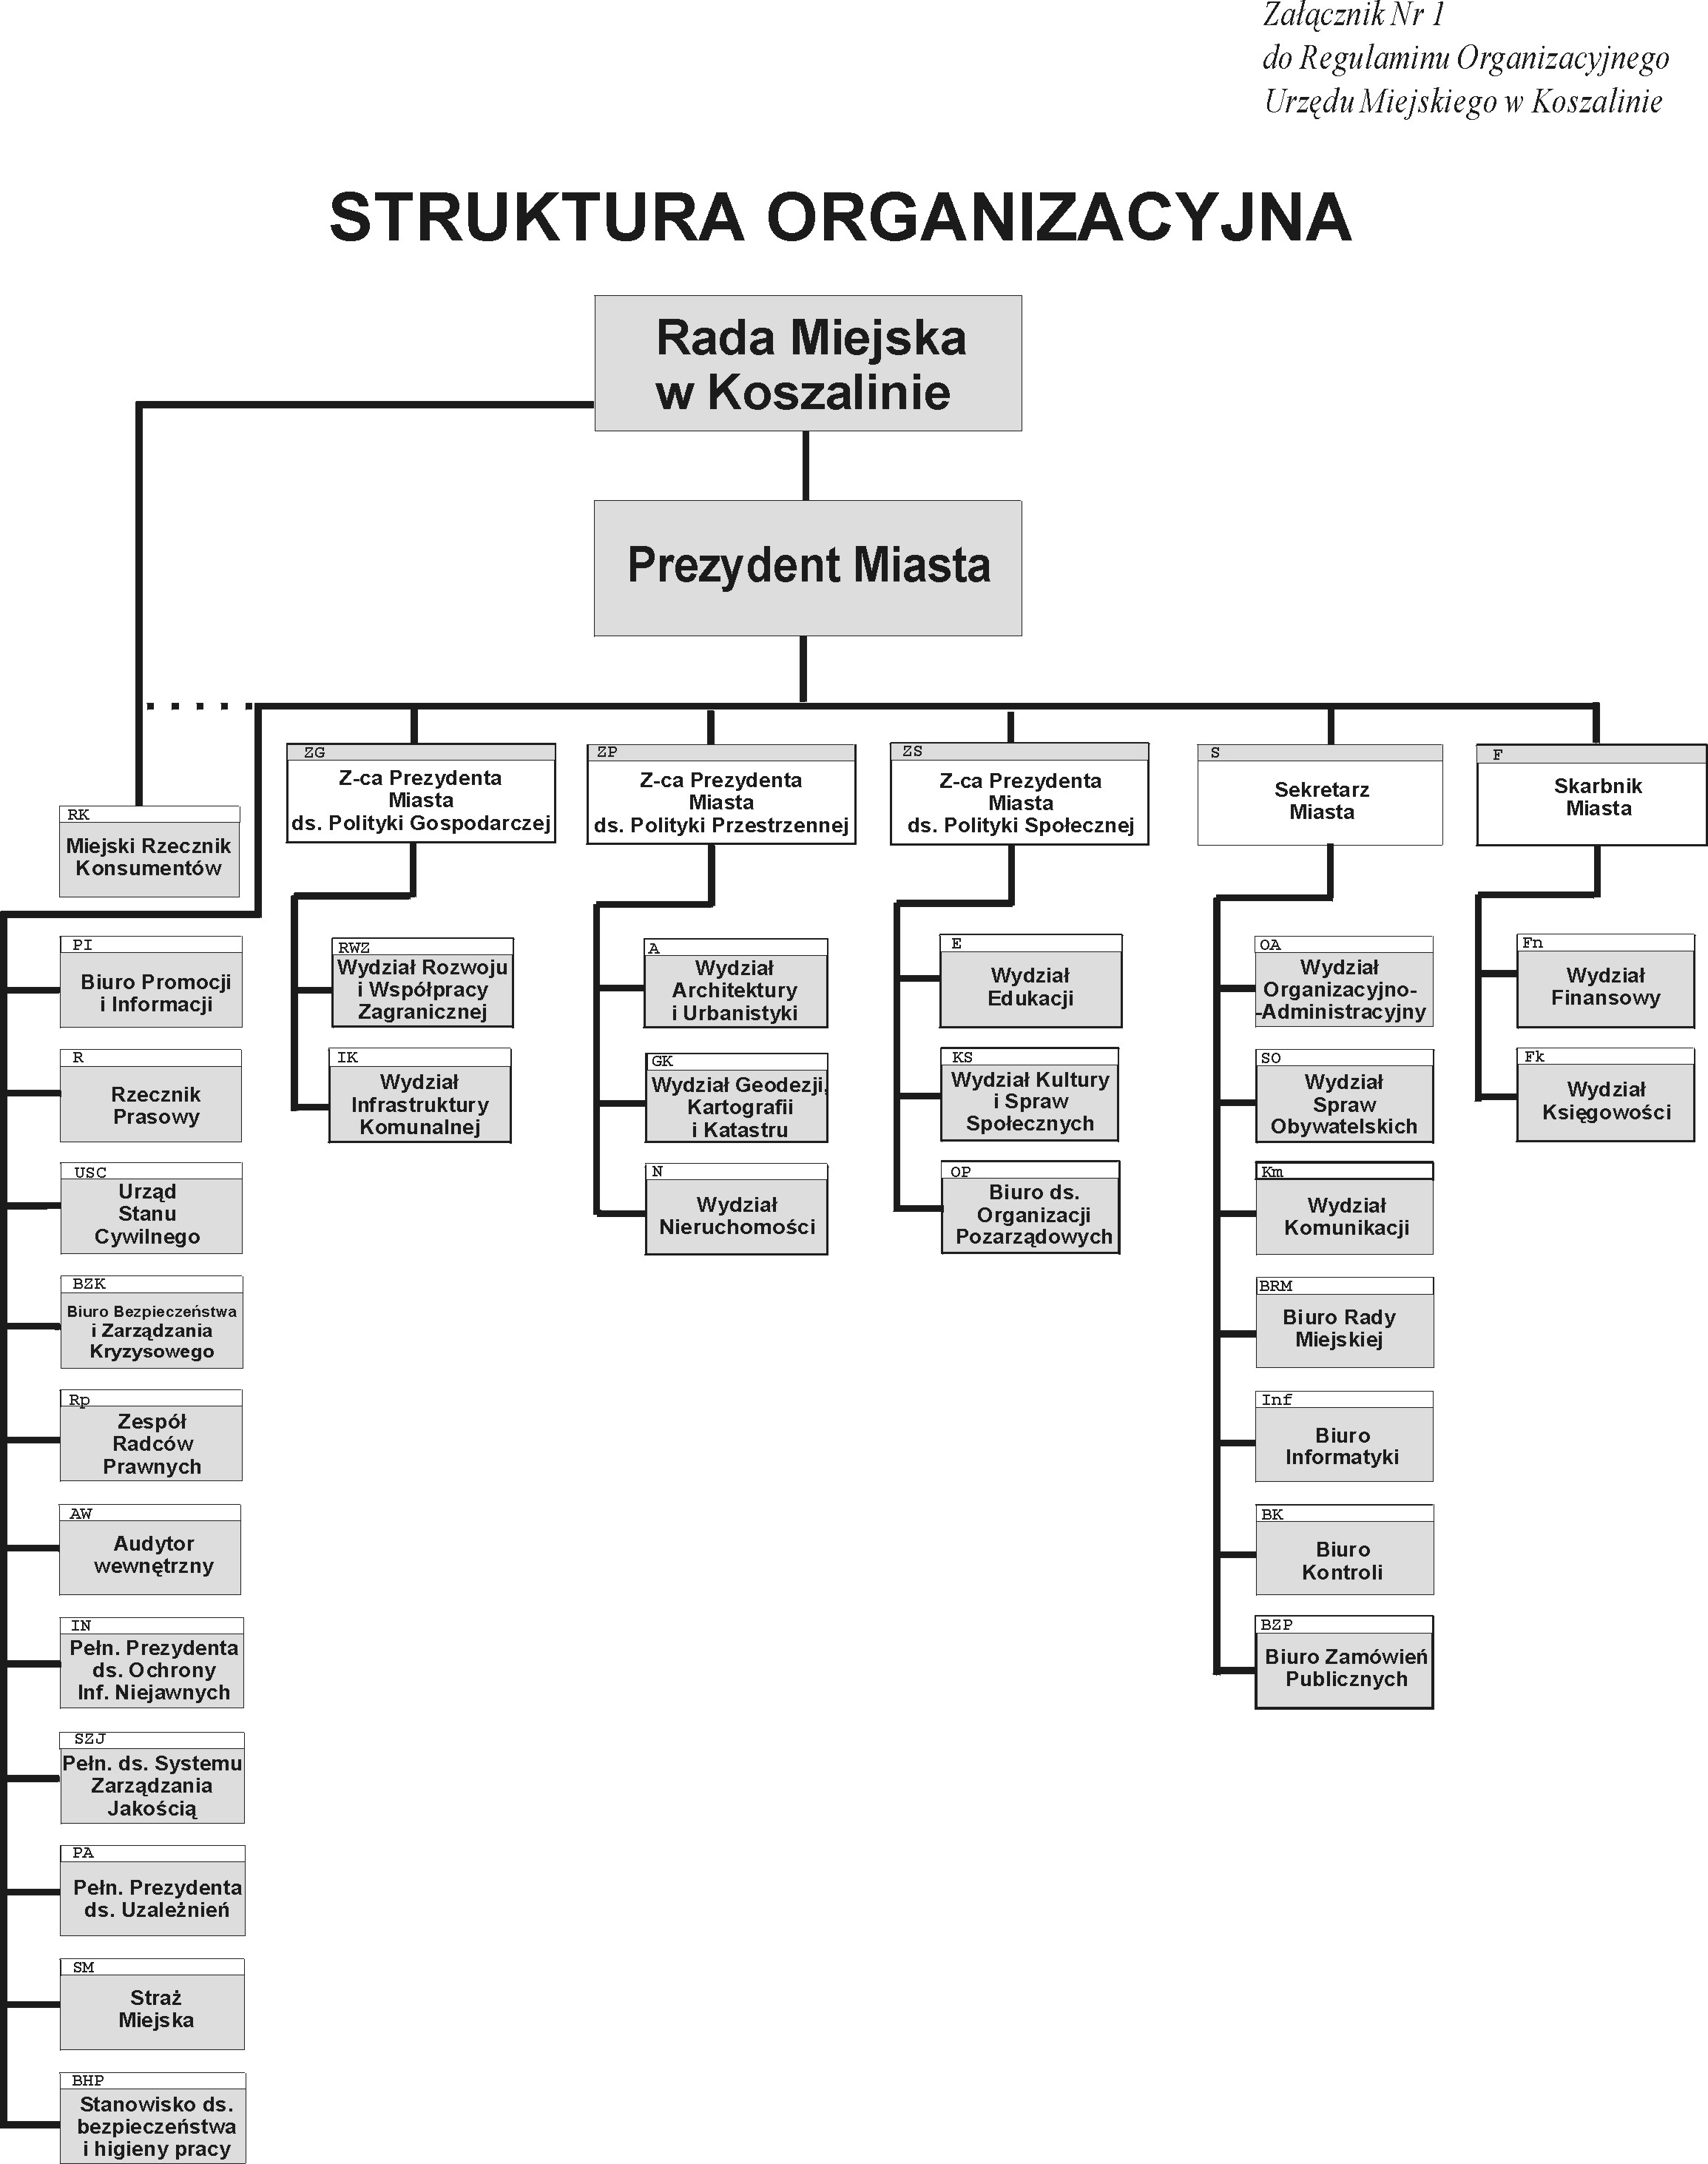 Załącznik Nr 1
do Regulaminu Organizacyjnego
Urzędu Miejskiego w Koszalinie
STRUKTURA ORGANIZACYJNA
Rada Miejska
w Koszalinie
Prezydent Miasta
ZG
Z-ca Prezydenta
Miasta
ds. Polityki Gospodarczej
ZP
Z-ca Prezydenta
Miasta
ds. Polityki Przestrzennej
ZS
Z-ca Prezydenta
Miasta
ds. Polityki Społecznej
S
Sekretarz
Miasta
F
Skarbnik
Miasta
RK
Miejski Rzecznik
Konsumentów
PI
Biuro Promocji
i Informacji
R
Rzecznik
Prasowy
USC
Urząd
Stanu
Cywilnego
BZK
Biuro Bezpieczeństwa
i Zarządzania
Kryzysowego
Rp
Zespół
Radców
Prawnych
AW
Audytor
wewnętrzny
IN
Pełn. Prezydenta
ds. Ochrony
Inf. Niejawnych
SZJ
Pełn. ds. Systemu
Zarządzania
Jakością
PA
Pełn. Prezydenta
ds. Uzależnień
SM
Straż
Miejska
BHP
Stanowisko ds.
bezpieczeństwa
i higieny pracy
RWZ
Wydział Rozwoju
i Współpracy
Zagranicznej
IK
Wydział
Infrastruktury
Komunalnej
A
Wydział
Architektury
i Urbanistyki
GK
Wydział Geodezji,
Kartografii
i Katastru
N
Wydział
Nieruchomości
E
Wydział
Edukacji
KS
Wydział Kultury
i Spraw
Społecznych
OP
Biuro ds.
Organizacji
Pozarządowych
OA
Wydział
Organizacyjno-
-Administracyjny
SO
Wydział
Spraw
Obywatelskich
Km
Wydział
Komunikacji
BRM
Biuro Rady
Miejskiej
Inf
Biuro
Informatyki
BK
Biuro
Kontroli
BZP
Biuro Zamówień
Publicznych
Fn
Wydział
Finansowy
Fk
Wydział
Księgowości